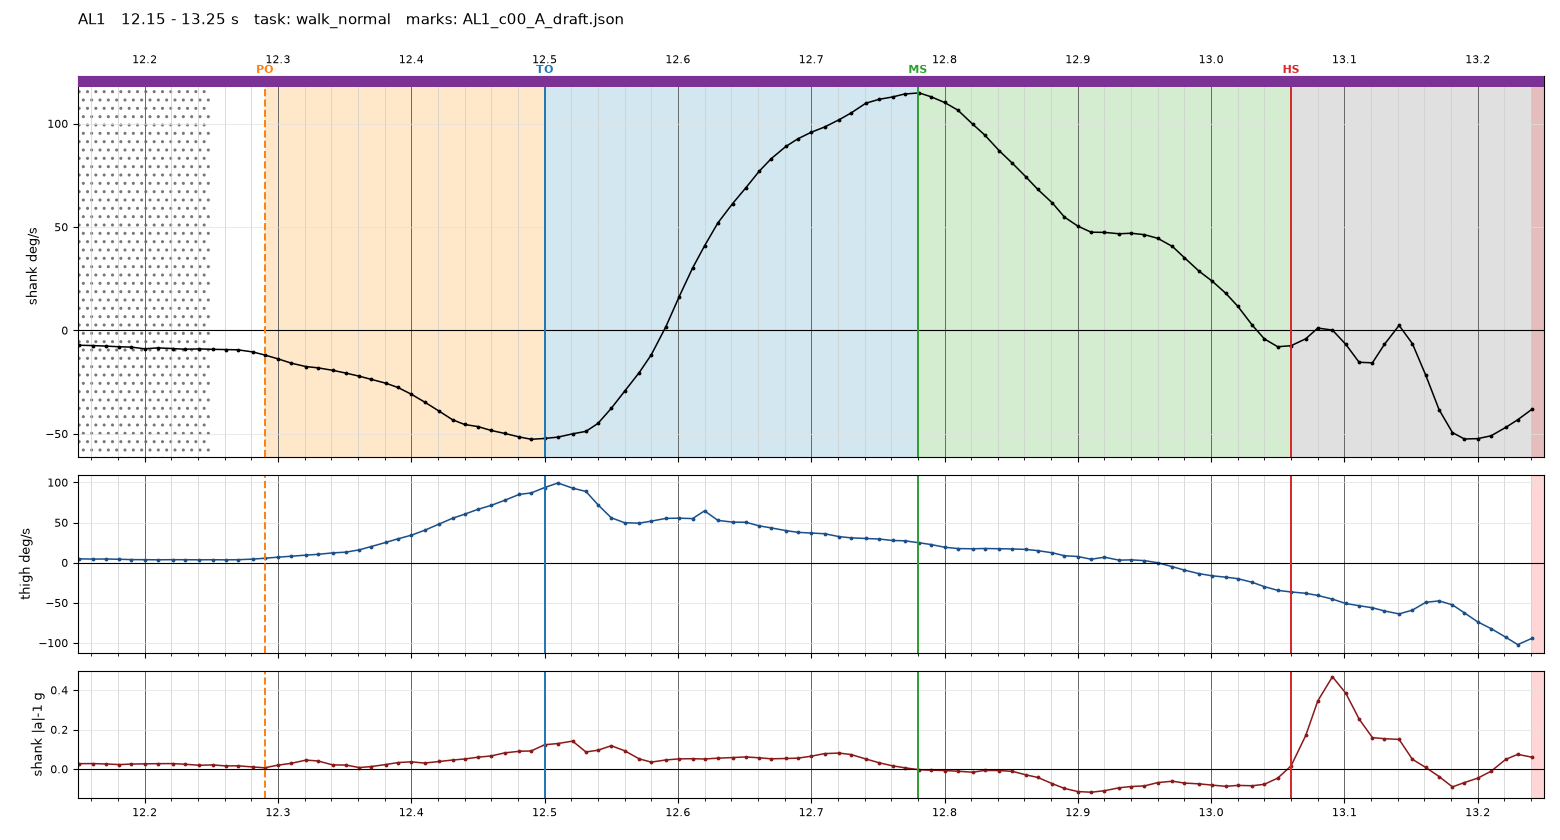 AL1   12.15 - 13.25 s   task: walk_normal   marks: AL1_c00_A_draft.json
12.2 12.3 12.4 12.5 12.6 12.7 12.8 12.9 13.0 13.1 13.2
PO TO MS HS
shank deg/s
100
50
0
−50
thigh deg/s
100
50
0
−50
−100
shank |a|-1 g
0.4
0.2
0.0
12.2 12.3 12.4 12.5 12.6 12.7 12.8 12.9 13.0 13.1 13.2